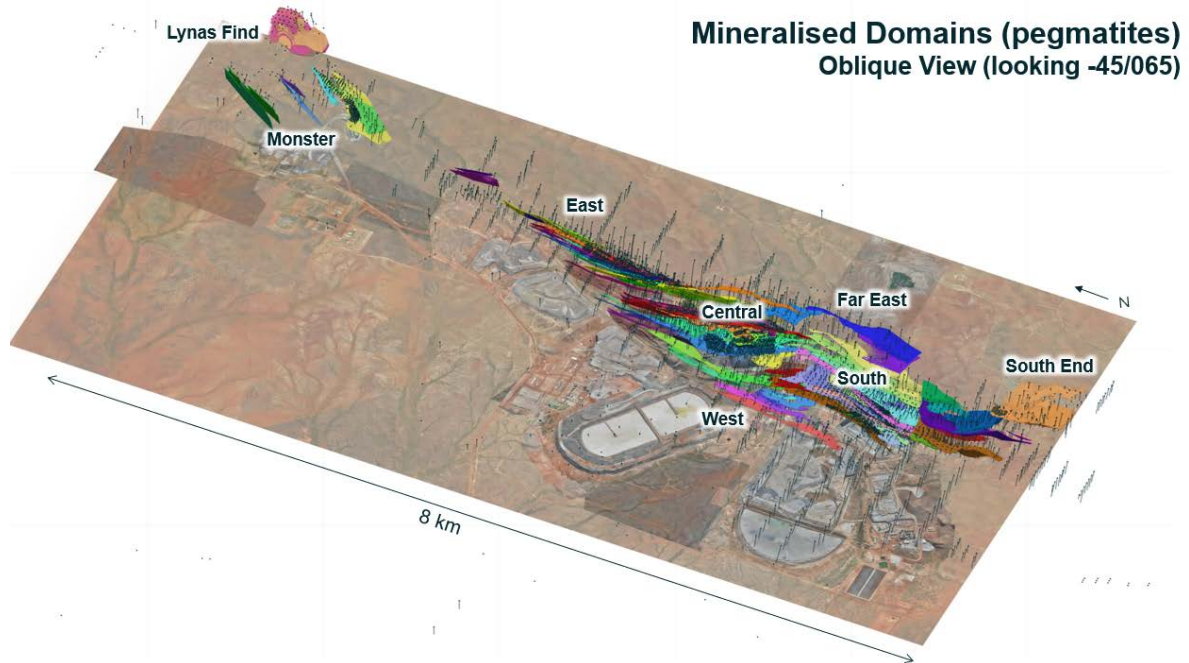 Mineralised Domains (pegmatites)
Oblique View (looking -45/065)
Lynas Find
Monster
East
N
Far East
Central
South End
South
West
8 km